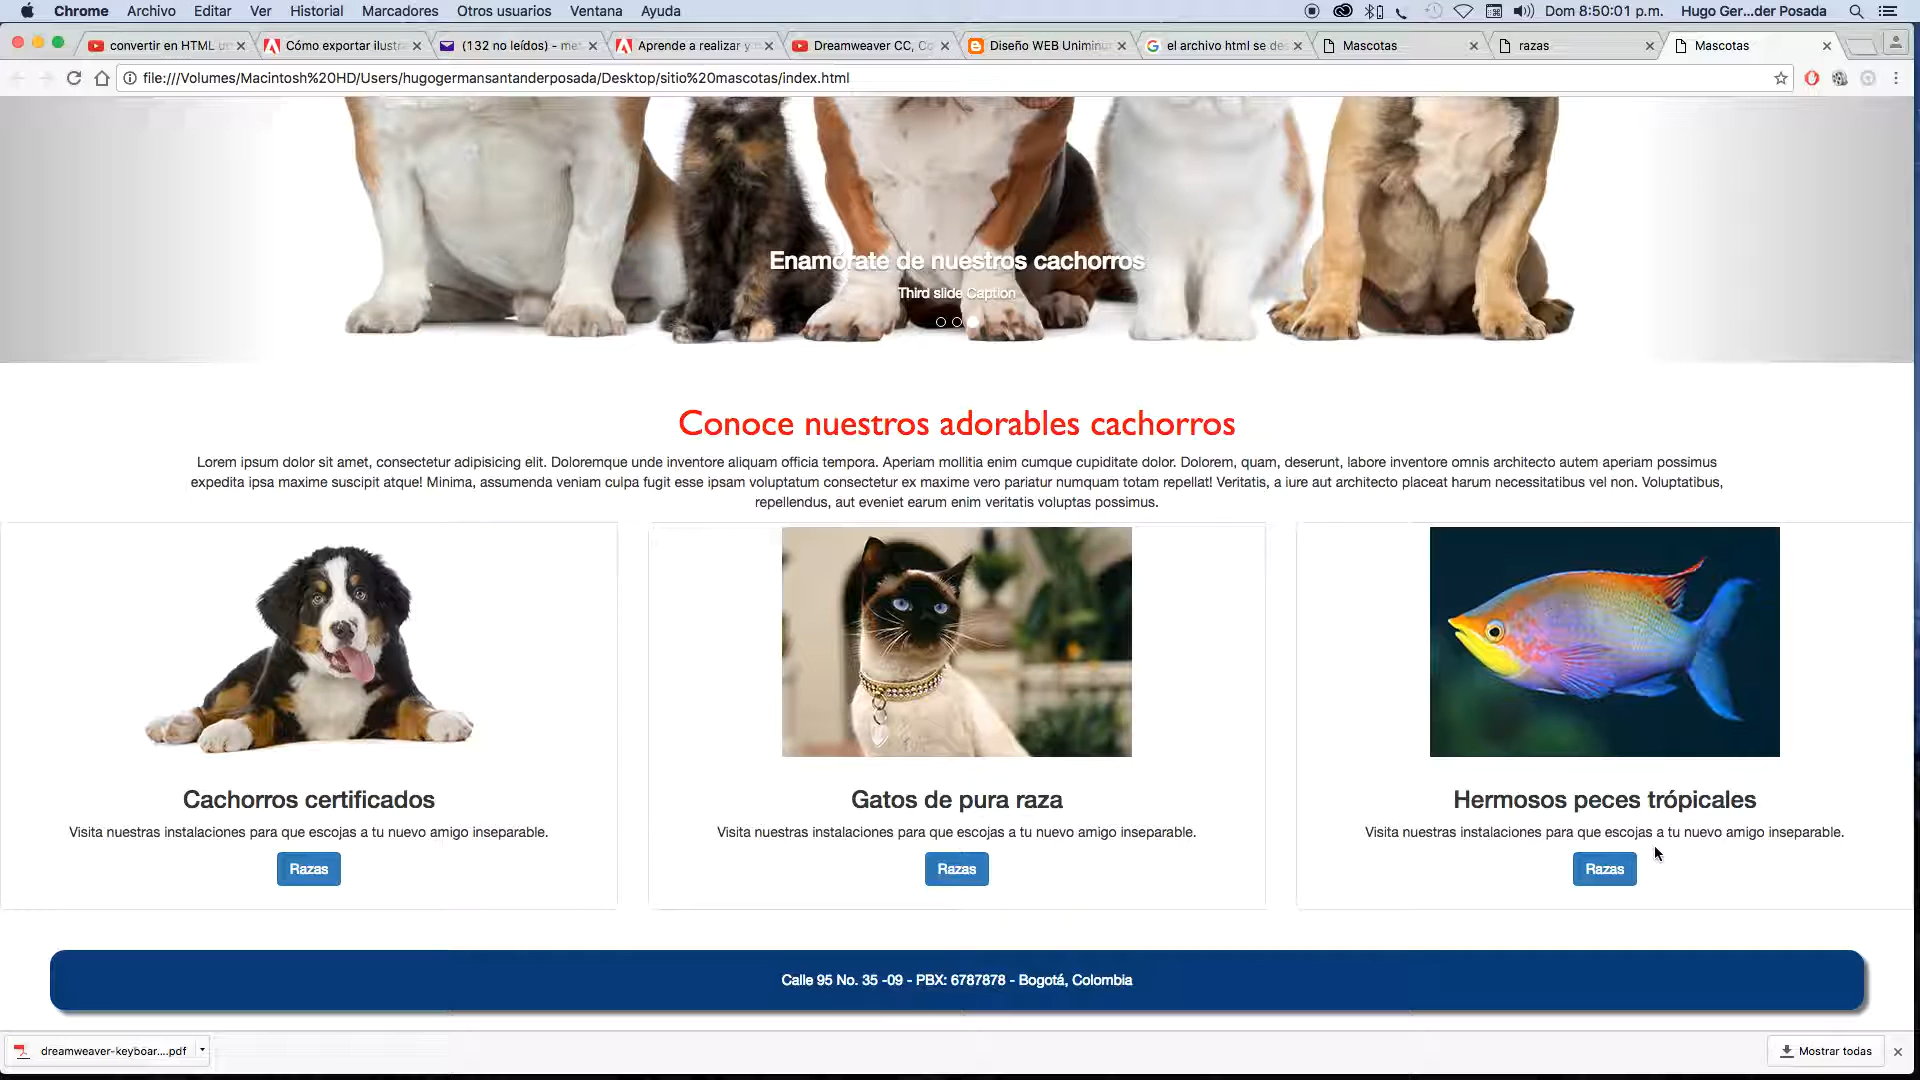 Chrome Archivo Editar Ver Historial Marcadores Otros usuarios Ventana Ayuda Dom 8:50:01 p.m. Hugo Ger...der Posada
convertir en HTML u Cómo exportar ilustr (132 no leídos) - me Aprende a realizar y Dreamweaver CC, C Diseño WEB Uniminu el archivo html se de Mascotas razas Mascotas
file:///Volumes/Macintosh%20HD/Users/hugogermansantanderposada/Desktop/sitio%20mascotas/index.html
Enamórate de nuestros cachorros
Third slide Caption
Conoce nuestros adorables cachorros
Lorem ipsum dolor sit amet, consectetur adipisicing elit. Doloremque unde inventore aliquam officia tempora. Aperiam mollitia enim cumque cupiditate dolor. Dolorem, quam, deserunt, labore inventore omnis architecto autem aperiam possimus
expedita ipsa maxime suscipit atque! Minima, assumenda veniam culpa fugit esse ipsam voluptatum consectetur ex maxime vero pariatur numquam totam repellat! Veritatis, a iure aut architecto placeat harum necessitatibus vel non. Voluptatibus,
repellendus, aut eveniet earum enim veritatis voluptas possimus.
Cachorros certificados Gatos de pura raza Hermosos peces trópicales
Visita nuestras instalaciones para que escojas a tu nuevo amigo inseparable. Visita nuestras instalaciones para que escojas a tu nuevo amigo inseparable. Visita nuestras instalaciones para que escojas a tu nuevo amigo inseparable.
Razas Razas Razas
Calle 95 No. 35 -09 - PBX: 6787878 - Bogotá, Colombia
dreamweaver-keyboar....pdf Mostrar todas